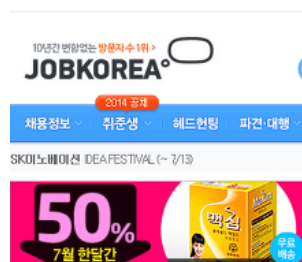 10년간 변함없는 방문자수 1위 >
JOBKOREA
2014 공채
채용정보 취준생 헤드헌팅 파견·대행
SK이노베이션 IDEA FESTIVAL (~ 7/13)
50%
7월 한달간
맥심
무료
배송